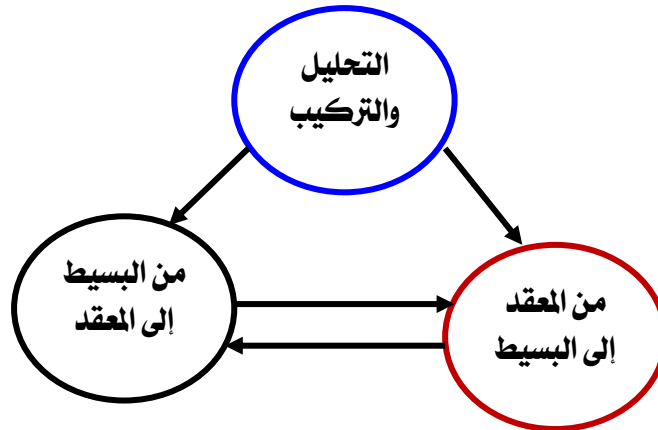 التحليل
والتركيب
من المعقد
إلى البسيط
من البسيط
إلى المعقد